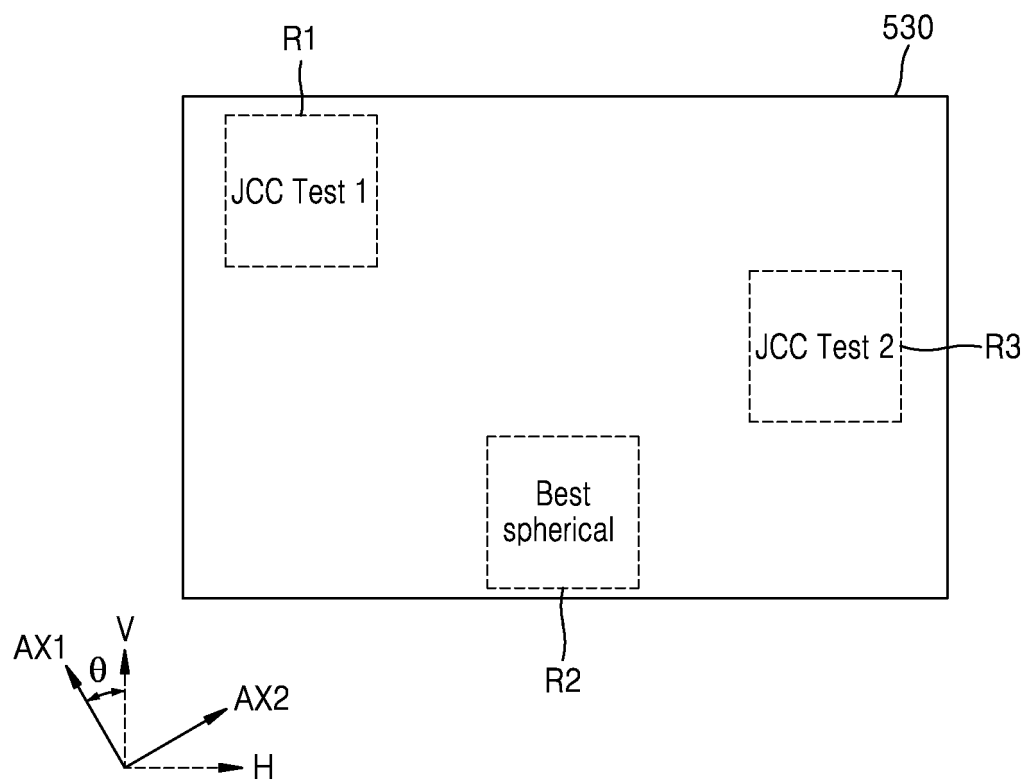 530
R1
JCC Test 1
JCC Test 2
R3
Best
spherical
R2
V
AX1
θ
AX2
H